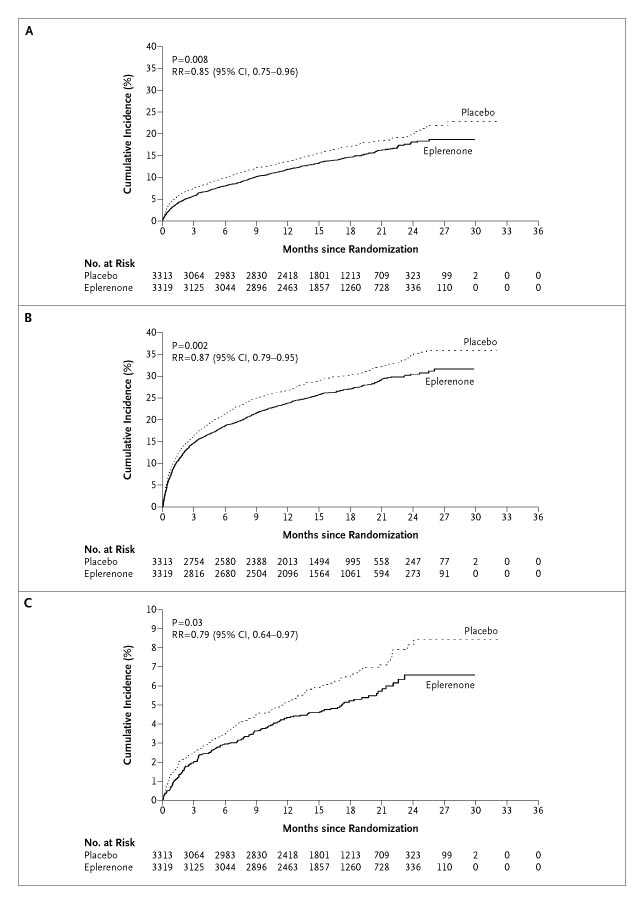 A
Cumulative Incidence (%)
40
35
30
25
20
15
10
5
0
P=0.008
RR=0.85 (95% CI, 0.75–0.96)
Placebo
Eplerenone
0 3 6 9 12 15 18 21 24 27 30 33 36
Months since Randomization
No. at Risk
Placebo 3313 3064 2983 2830 2418 1801 1213 709 323 99 2 0 0
Eplerenone 3319 3125 3044 2896 2463 1857 1260 728 336 110 0 0 0
B
Cumulative Incidence (%)
40
35
30
25
20
15
10
5
0
P=0.002
RR=0.87 (95% CI, 0.79–0.95)
Placebo
Eplerenone
0 3 6 9 12 15 18 21 24 27 30 33 36
Months since Randomization
No. at Risk
Placebo 3313 2754 2580 2388 2013 1494 995 558 247 77 2 0 0
Eplerenone 3319 2816 2680 2504 2096 1564 1061 594 273 91 0 0 0
C
Cumulative Incidence (%)
10
9
8
7
6
5
4
3
2
1
0
P=0.03
RR=0.79 (95% CI, 0.64–0.97)
Placebo
Eplerenone
0 3 6 9 12 15 18 21 24 27 30 33 36
Months since Randomization
No. at Risk
Placebo 3313 3064 2983 2830 2418 1801 1213 709 323 99 2 0 0
Eplerenone 3319 3125 3044 2896 2463 1857 1260 728 336 110 0 0 0